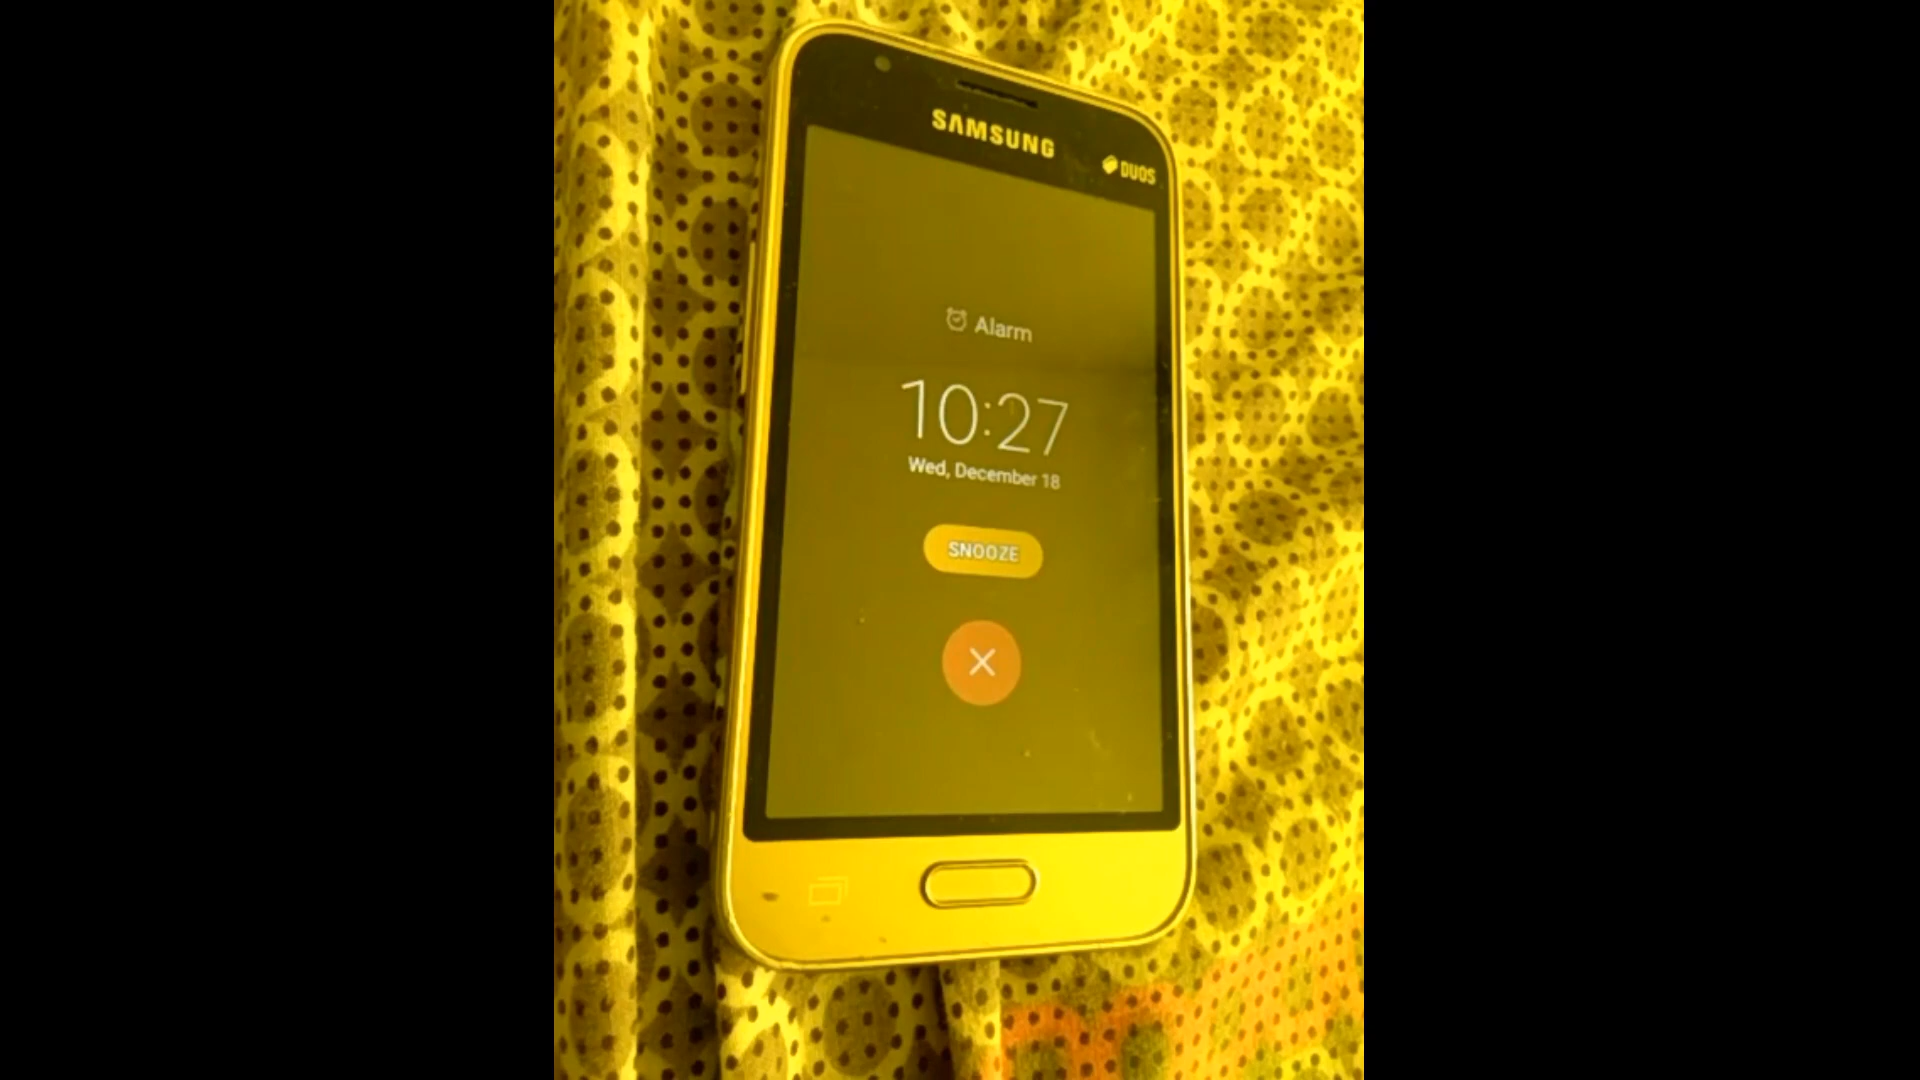 SAMSUNG
DUOS
Alarm
10:27
Wed, December 18
SNOOZE